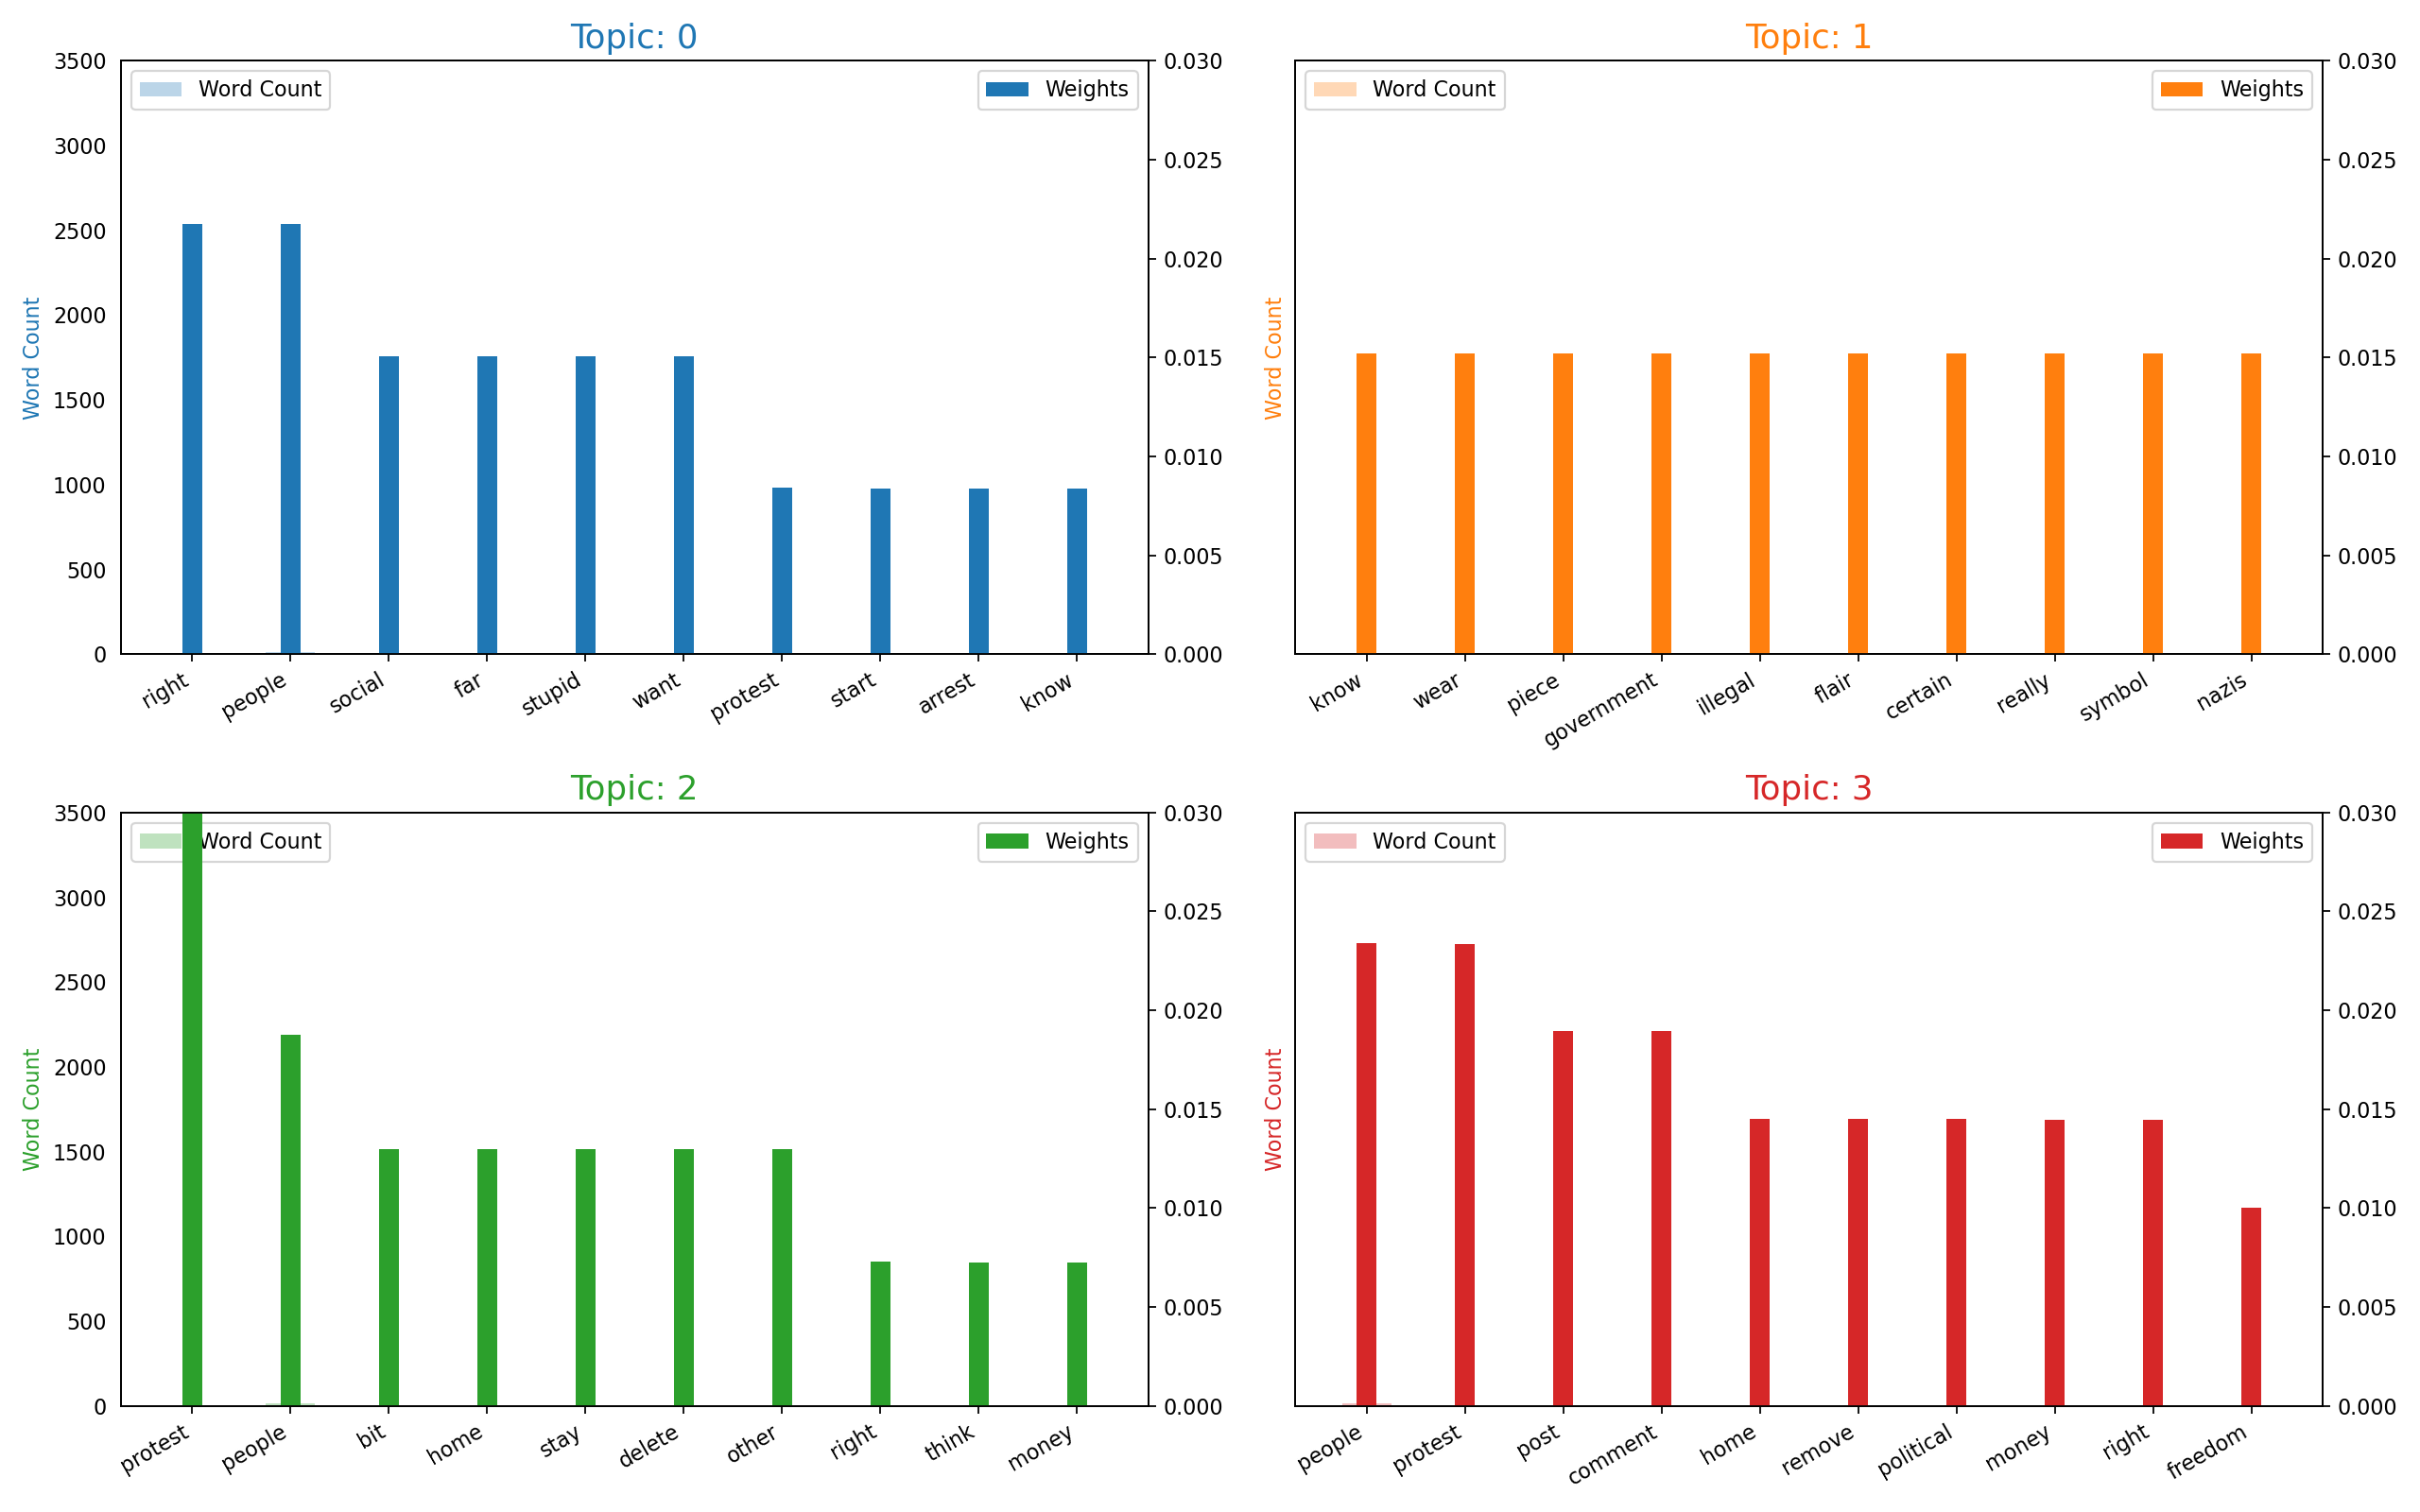 Topic: 0
Word Count
Weights
3500
3000
2500
2000
1500
1000
500
0
Word Count
0.030
0.025
0.020
0.015
0.010
0.005
0.000
right
people
social
far
stupid
want
protest
start
arrest
know
Topic: 1
Word Count
Weights
Word Count
0.030
0.025
0.020
0.015
0.010
0.005
0.000
know
wear
piece
government
illegal
flair
certain
really
symbol
nazis
Topic: 2
Word Count
Weights
3500
3000
2500
2000
1500
1000
500
0
Word Count
0.030
0.025
0.020
0.015
0.010
0.005
0.000
protest
people
bit
home
stay
delete
other
right
think
money
Topic: 3
Word Count
Weights
Word Count
0.030
0.025
0.020
0.015
0.010
0.005
0.000
people
protest
post
comment
home
remove
political
money
right
freedom